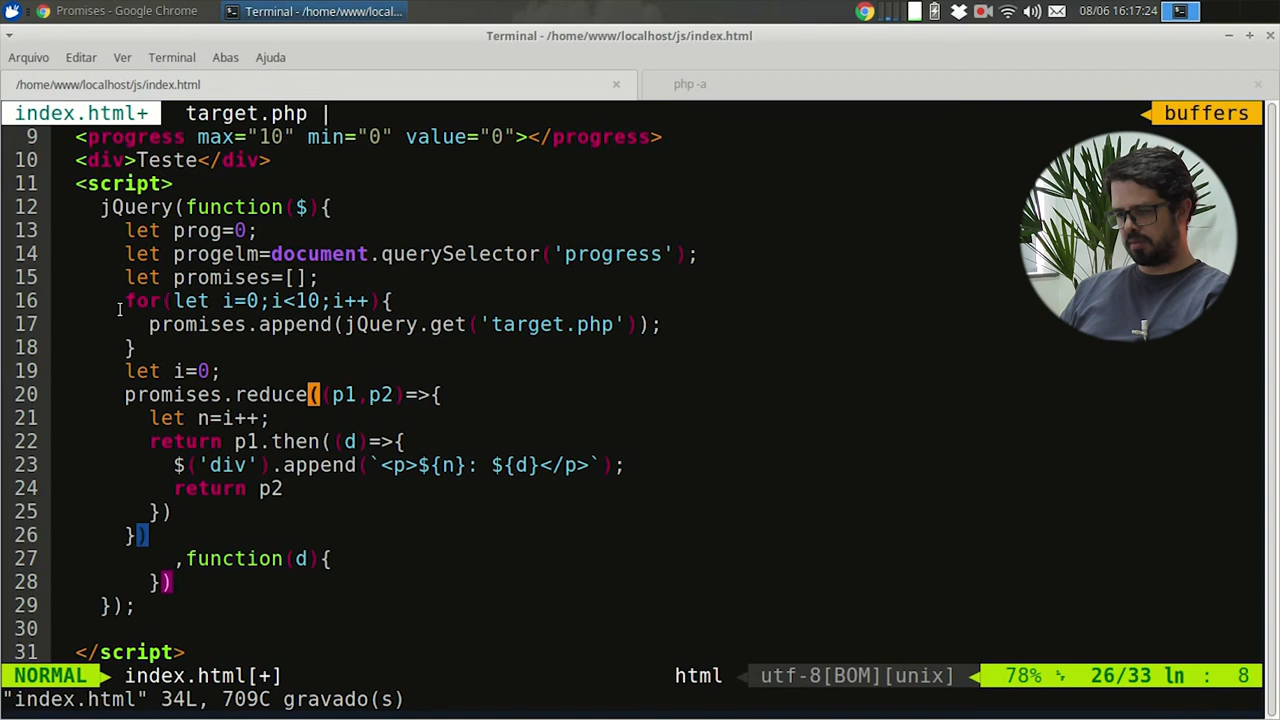 Promises - Google Chrome
Terminal - /home/www/local...
08/06 16:17:24
Terminal - /home/www/localhost/js/index.html
Arquivo Editar Ver Terminal Abas Ajuda
/home/www/localhost/js/index.html
php -a
index.html+ target.php |
buffers
9 <progress max="10" min="0" value="0"></progress>
10 <div>Teste</div>
11 <script>
12 jQuery(function($){
13 let prog=0;
14 let progelm=document.querySelector('progress');
15 let promises=[];
16 for(let i=0;i<10;i++){
17 promises.append(jQuery.get('target.php'));
18 }
19 let i=0;
20 promises.reduce((p1,p2)=>{
21 let n=i++;
22 return p1.then((d)=>{
23 $('div').append(`<p>${n}: ${d}</p>`);
24 return p2
25 })
26 })
27 ,function(d){
28 })
29 });
30
31 </script>
NORMAL index.html[+] html utf-8[BOM][unix] 78% 26/33 ln : 8
"index.html" 34L, 709C gravado(s)